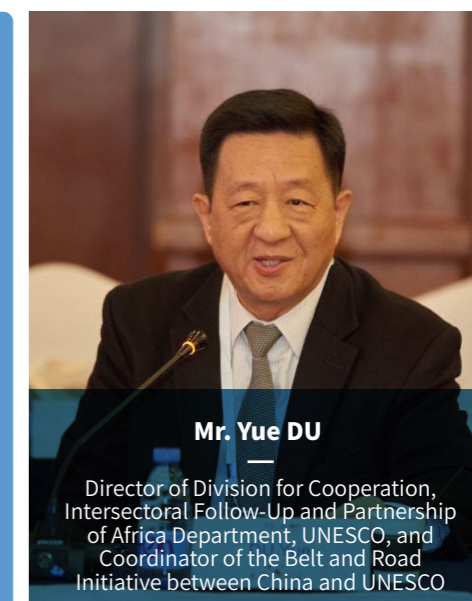 Mr. Yue DU
Director of Division for Cooperation,
Intersectoral Follow-Up and Partnership
of Africa Department, UNESCO, and
Coordinator of the Belt and Road
Initiative between China and UNESCO